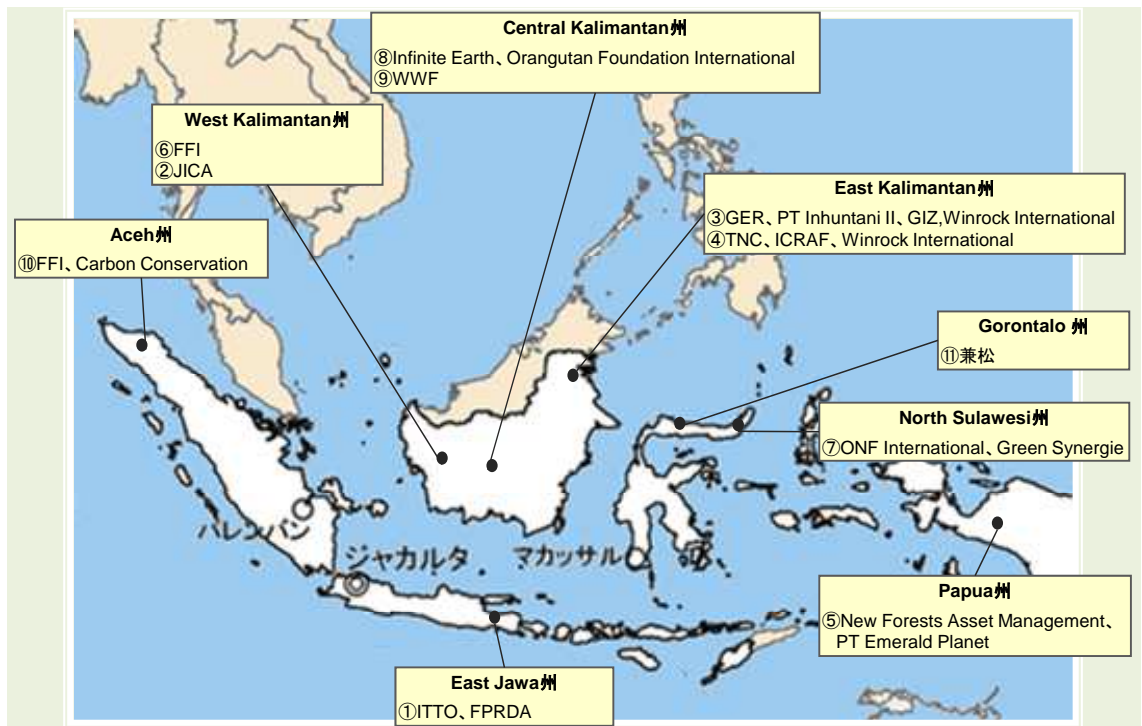 Central Kalimantan州
⑧Infinite Earth、Orangutan Foundation International
⑨WWF
West Kalimantan州
⑥FFI
②JICA
East Kalimantan州
③GER、PT Inhuntani II、GIZ,Winrock International
④TNC、ICRAF、Winrock International
Aceh州
⑩FFI、Carbon Conservation
Gorontalo 州
⑪兼松
North Sulawesi州
⑦ONF International、Green Synergie
パレンバン
ジャカルタ
マカッサル
Papua州
⑤New Forests Asset Management、
PT Emerald Planet
East Jawa州
①ITTO、FPRDA